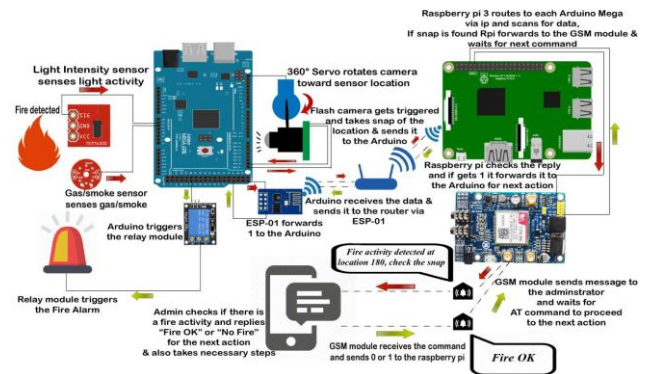 Raspberry pi 3 routes to each Arduino Mega
via ip and scans for data,
If snap is found Rpi forwards to the GSM module &
waits for next command
Light Intensity sensor
senses light activity
360° Servo rotates camera
toward sensor location
Fire detected
SIG
GND
VCC
Flash camera gets triggered
and takes snap of the
location & sends it
to the Arduino
Gas/smoke sensor
senses gas/smoke
Raspberry pi checks the reply
and if gets 1 it forwards it to
the Arduino for next action
Arduino receives the data &
sends it to the router via
ESP-01
ESP-01 forwards
1 to the Arduino
Arduino triggers
the relay module
Fire activity detected at
location 180, check the snap
GSM module sends message to
the adminstrator
and waits for
AT command to proceed
to the next action
Relay module triggers
the Fire Alarm
Admin checks if there is
a fire activity and replies
"Fire OK" or "No Fire"
for the next action
& also takes necessary steps
GSM module receives the command
and sends 0 or 1 to the raspberry pi
Fire OK